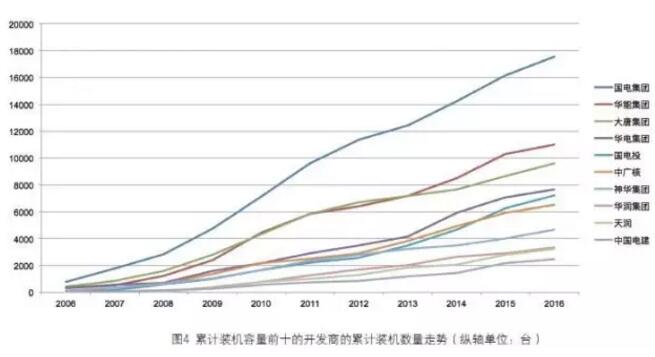 20000
18000
16000
14000
12000
10000
8000
6000
4000
2000
0
2006 2007 2008 2009 2010 2011 2012 2013 2014 2015 2016
国电集团
华能集团
大唐集团
华电集团
国电投
中广核
神华集团
华润集团
天润
中国电建
图4 累计装机容量前十的开发商的累计装机数量走势（纵轴单位：台）